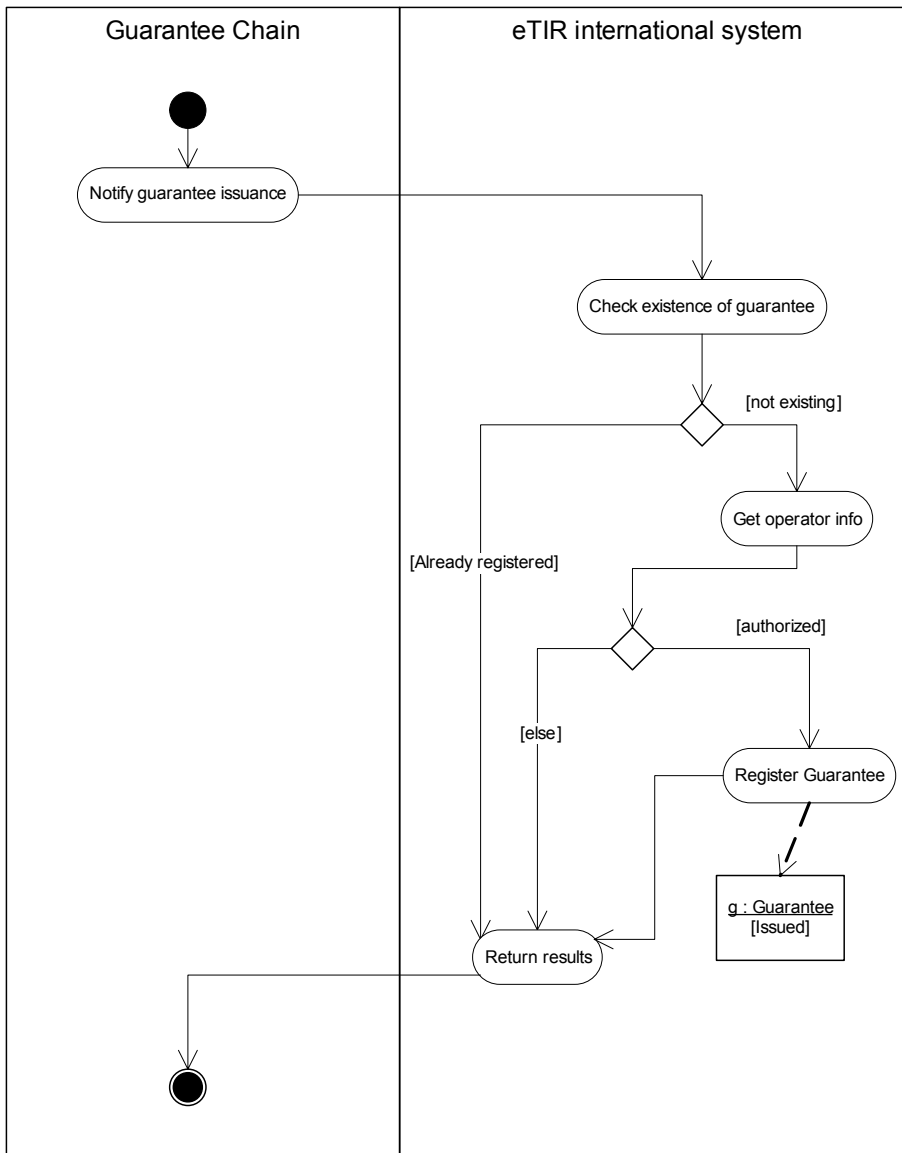 Guarantee Chain
eTIR international system
Notify guarantee issuance
Check existence of guarantee
[not existing]
Get operator info
[Already registered]
[authorized]
[else]
Register Guarantee
g : Guarantee
[Issued]
Return results